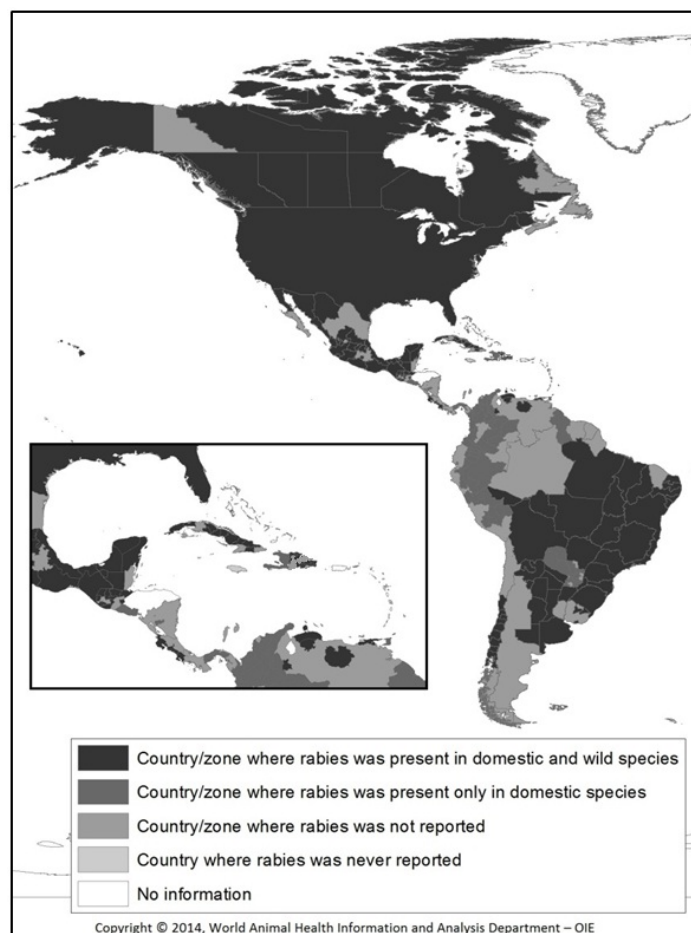 Country/zone where rabies was present in domestic and wild species
Country/zone where rabies was present only in domestic species
Country/zone where rabies was not reported
Country where rabies was never reported
No information
Copyright © 2014, World Animal Health Information and Analysis Department – OIE